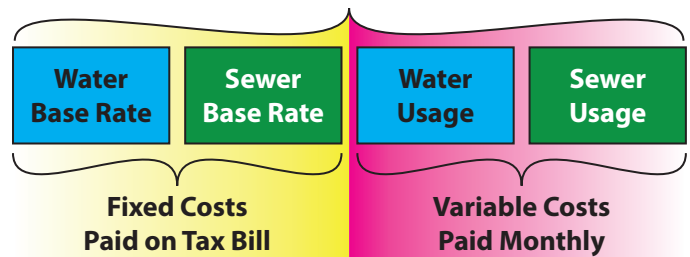 Water
Base Rate
Sewer
Base Rate
Water
Usage
Sewer
Usage
Fixed Costs
Paid on Tax Bill
Variable Costs
Paid Monthly